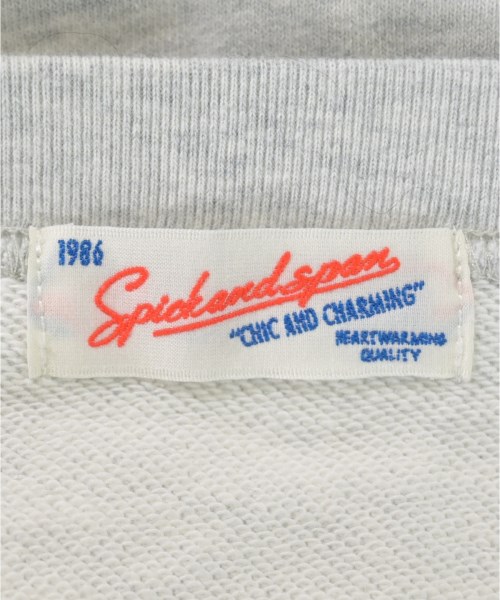 1986
Spickandspan
"CHIC AND CHARMING"
HEARTWARMING
QUALITY